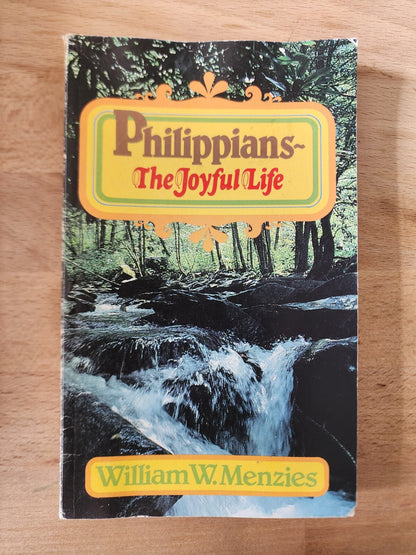 Philippians~
The Joyful Life
William W. Menzies